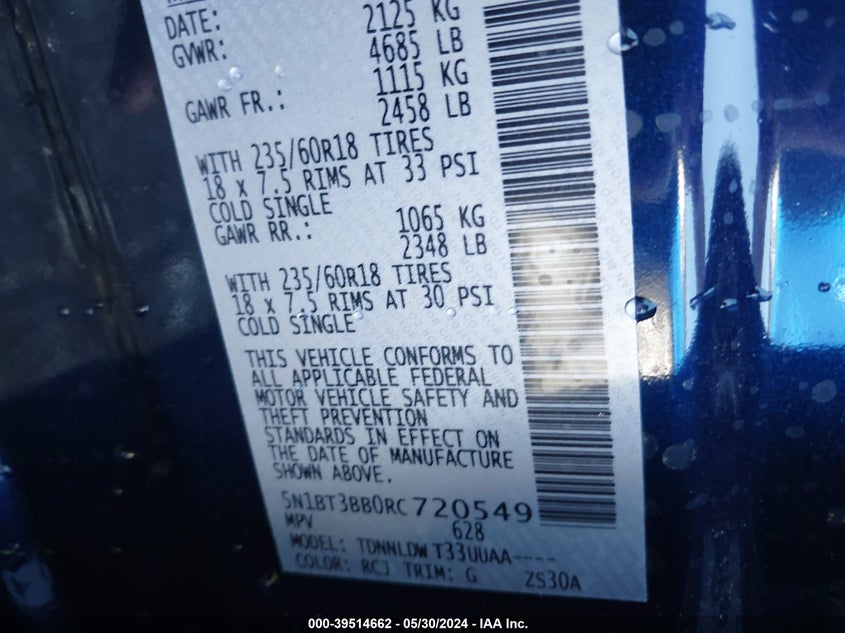 DATE:
GVWR: 2125 KG
4685 LB
GAWR FR.: 1115 KG
2458 LB
WITH 235/60R18 TIRES
18 x 7.5 RIMS AT 33 PSI
COLD SINGLE
GAWR RR.: 1065 KG
2348 LB
WITH 235/60R18 TIRES
18 x 7.5 RIMS AT 30 PSI
COLD SINGLE
THIS VEHICLE CONFORMS TO
ALL APPLICABLE FEDERAL
MOTOR VEHICLE SAFETY AND
THEFT PREVENTION
STANDARDS IN EFFECT ON
THE DATE OF MANUFACTURE
SHOWN ABOVE.
5N1BT3BB0RC720549
MPV 628
MODEL: TDNNLDW T33UUAA----
COLOR: RCJ TRIM: G ZS30A
000-39514662 - 05/30/2024 - IAA Inc.